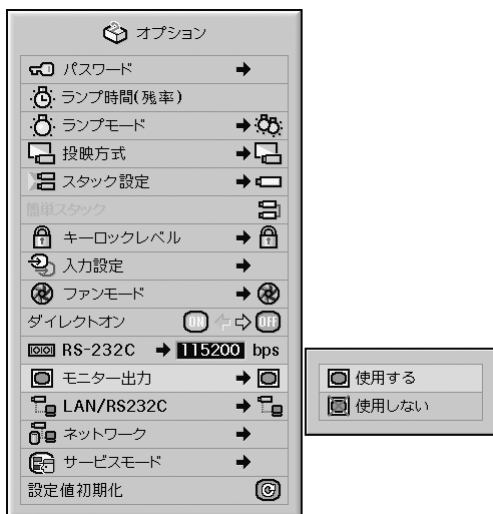 オプション
パスワード
ランプ時間(残率)
ランプモード
投映方式
スタック設定
簡単スタック
キーロックレベル
入力設定
ファンモード
ダイレクトオン ON OFF
RS-232C 115200 bps
モニター出力
LAN/RS232C
ネットワーク
サービスモード
設定値初期化
使用する
使用しない